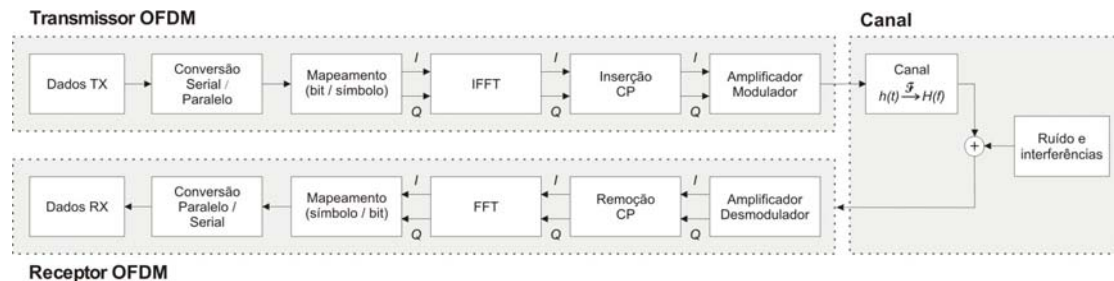 Transmissor OFDM
Canal
Dados TX
Conversão
Serial /
Paralelo
Mapeamento
(bit / símbolo)
I
Q
IFFT
I
Q
Inserção
CP
I
Q
Amplificador
Modulador
Canal
h(t) 𝓕→ H(f)
+
Ruído e
interferências
Dados RX
Conversão
Paralelo /
Serial
Mapeamento
(símbolo / bit)
I
Q
FFT
I
Q
Remoção
CP
I
Q
Amplificador
Desmodulador
Receptor OFDM